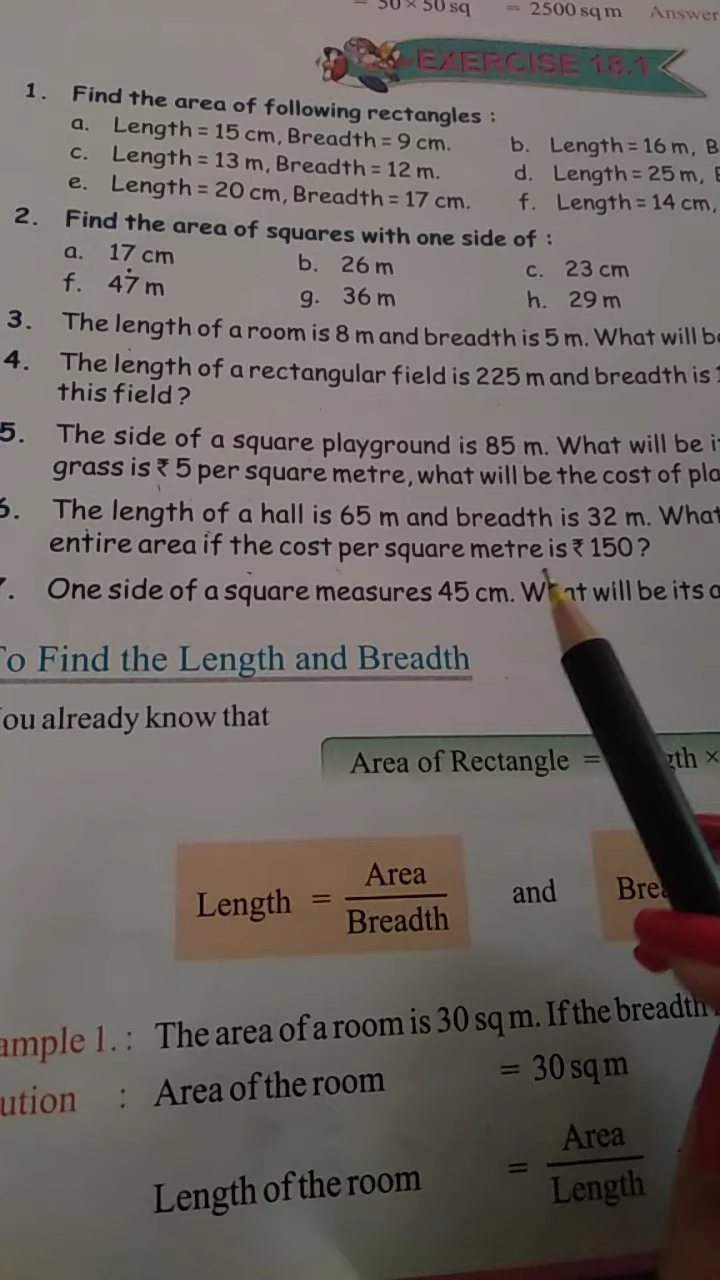 = 50 × 50 sq = 2500 sq m Answer
EXERCISE 18.1
1. Find the area of following rectangles :
a. Length = 15 cm, Breadth = 9 cm. b. Length = 16 m, B
c. Length = 13 m, Breadth = 12 m. d. Length = 25 m,
e. Length = 20 cm, Breadth = 17 cm. f. Length = 14 cm,
2. Find the area of squares with one side of :
a. 17 cm b. 26 m c. 23 cm
f. 47 m g. 36 m h. 29 m
3. The length of a room is 8 m and breadth is 5 m. What will be
4. The length of a rectangular field is 225 m and breadth is
this field ?
5. The side of a square playground is 85 m. What will be i
grass is ₹ 5 per square metre, what will be the cost of pla
6. The length of a hall is 65 m and breadth is 32 m. What
entire area if the cost per square metre is ₹ 150 ?
7. One side of a square measures 45 cm. What will be its a
To Find the Length and Breadth
You already know that
Area of Rectangle = gth ×
Length = Area / Breadth and Brea
ample 1. : The area of a room is 30 sq m. If the breadth
ution : Area of the room = 30 sq m
Length of the room = Area / Length